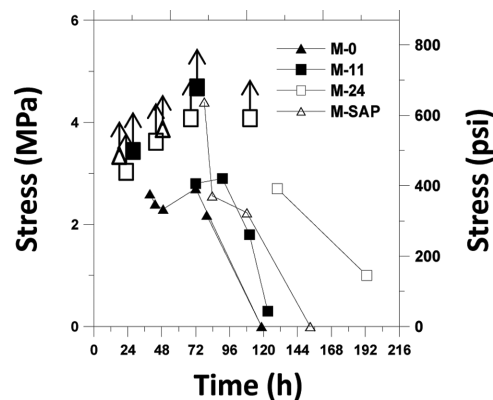 M-0
M-11
M-24
M-SAP
6
4
2
0
Stress (MPa)
800
600
400
200
0
Stress (psi)
0 24 48 72 96 120 144 168 192 216
Time (h)